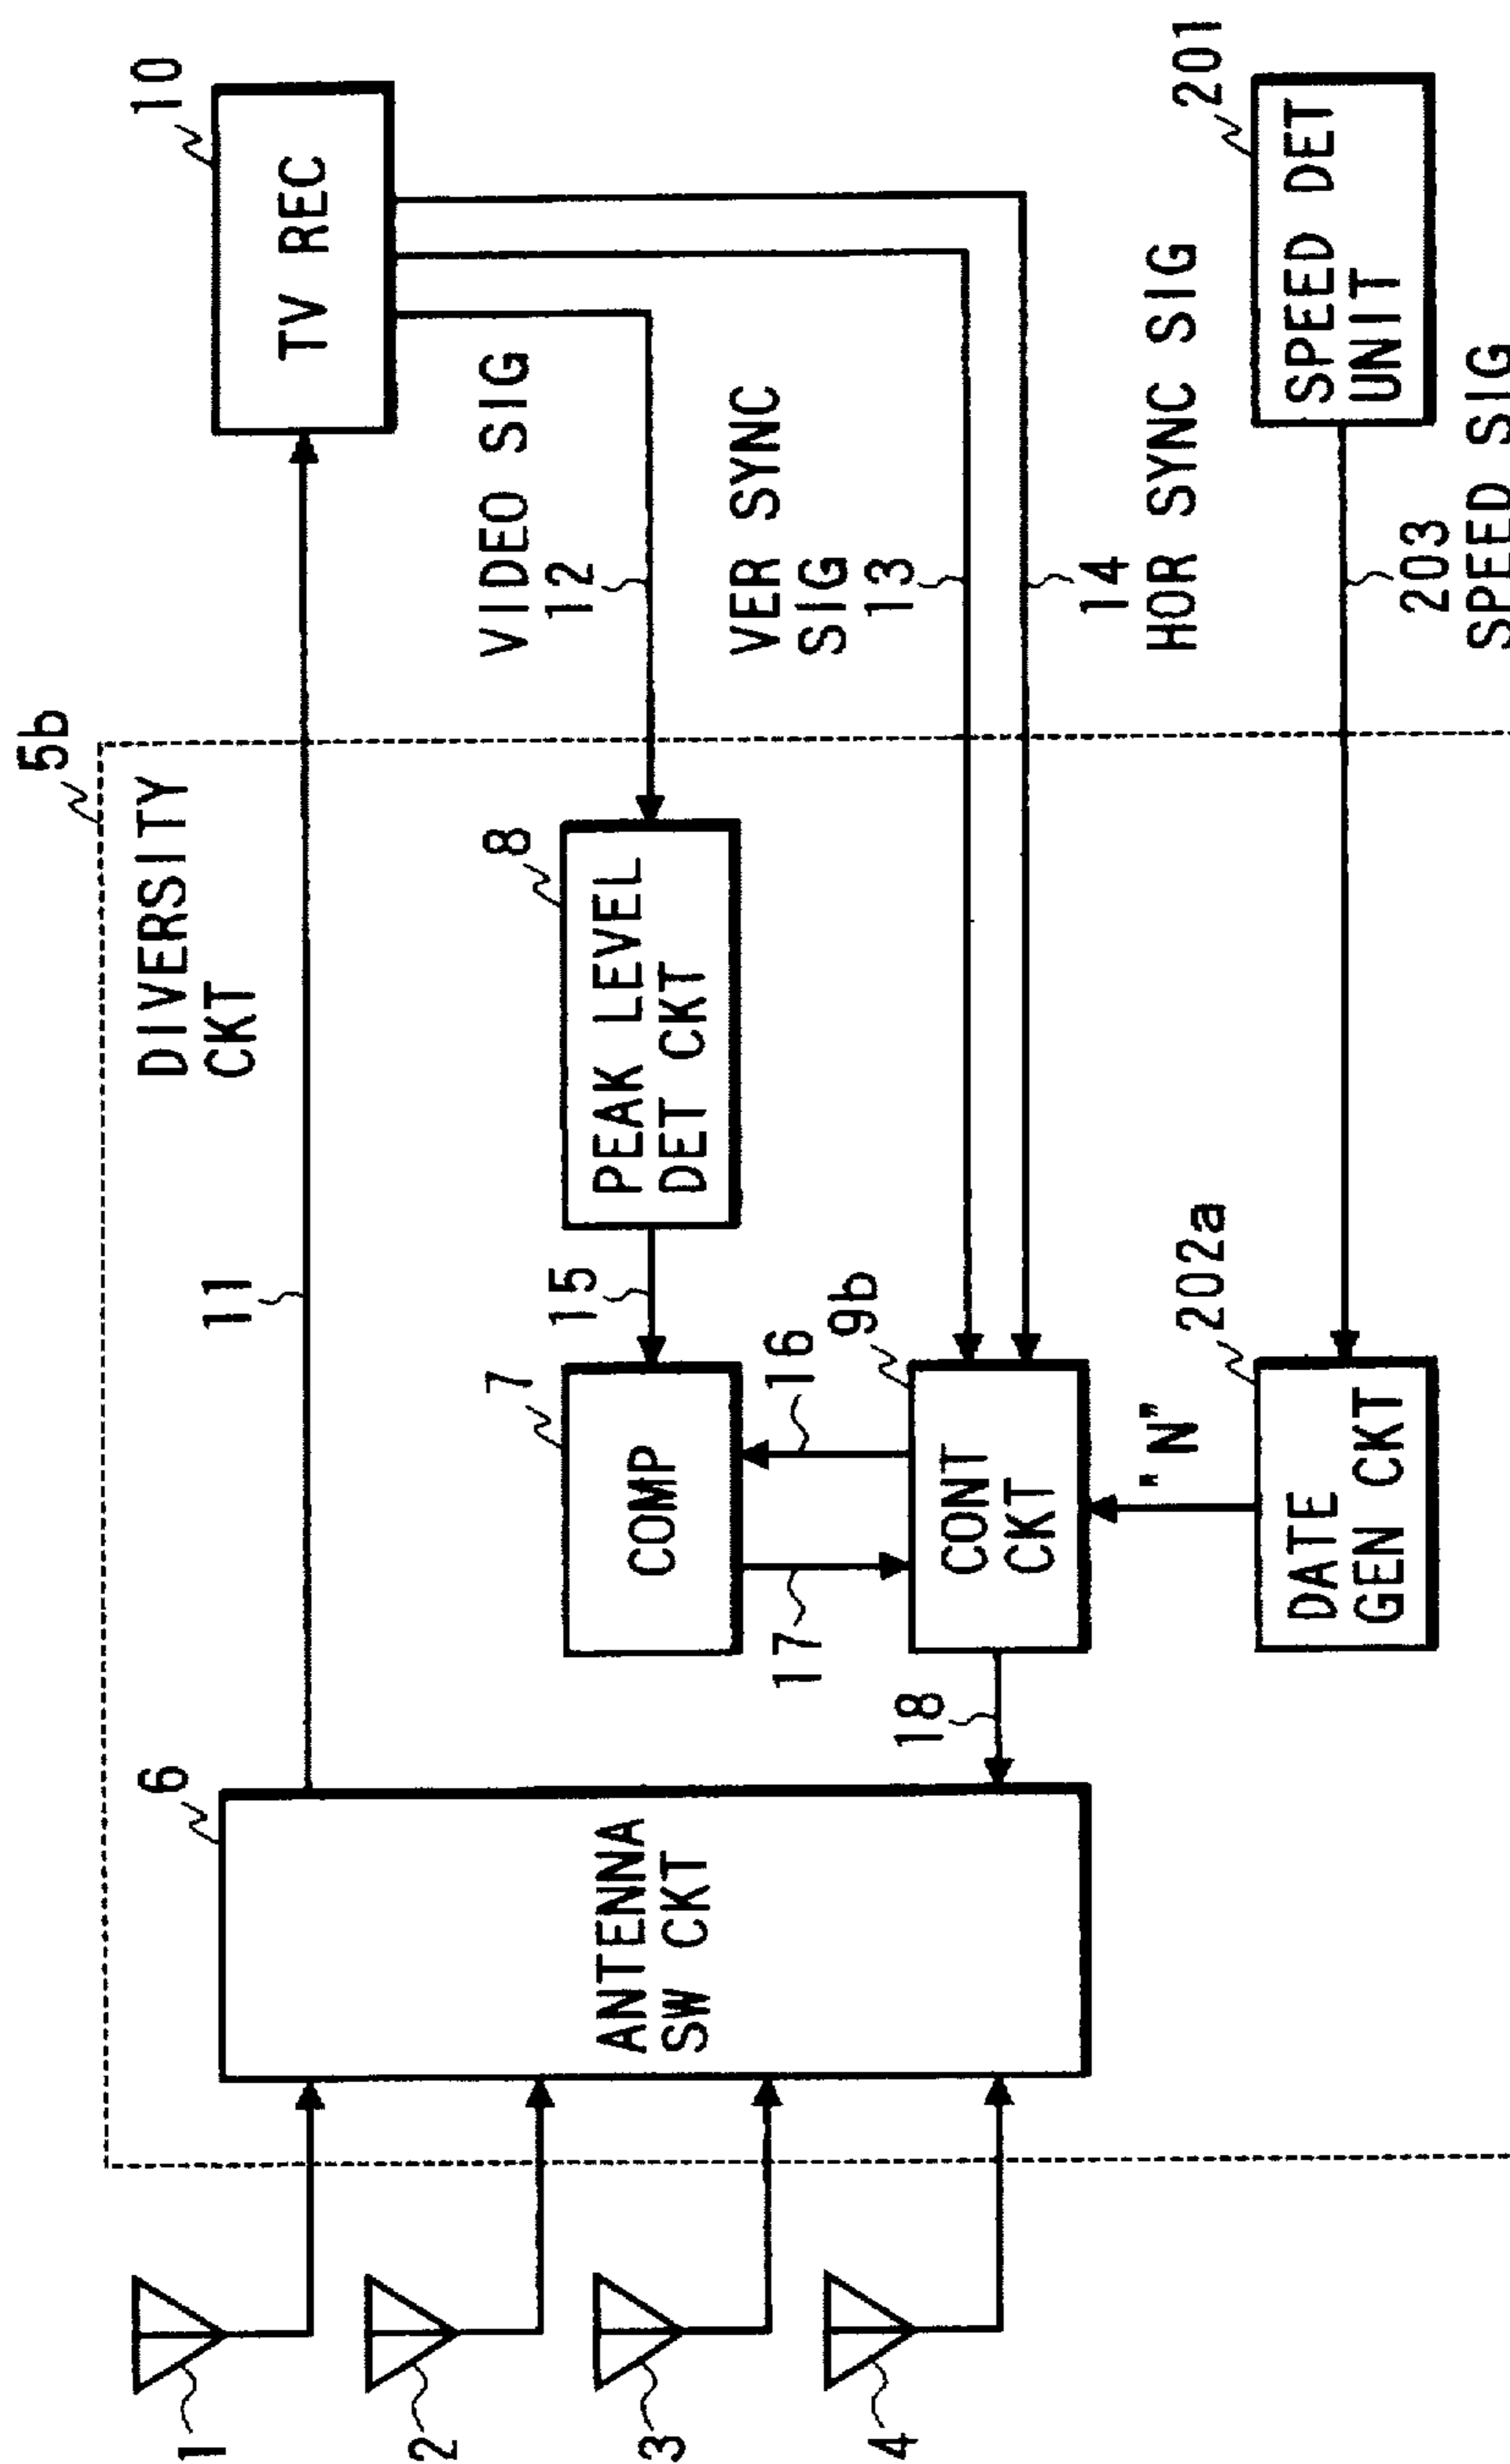 5b
DIVERSITY
CKT
1
2
3
4
6
ANTENNA
SW CKT
11
10
TV REC
VIDEO SIG
12
8
PEAK LEVEL
DET CKT
15
7
COMP
VER SYNC
SIG
13
16
17
9b
CONT
CKT
18
14
HOR SYNC SIG
"N"
202a
DATE
GEN CKT
201
SPEED DET
UNIT
203
SPEED SIG